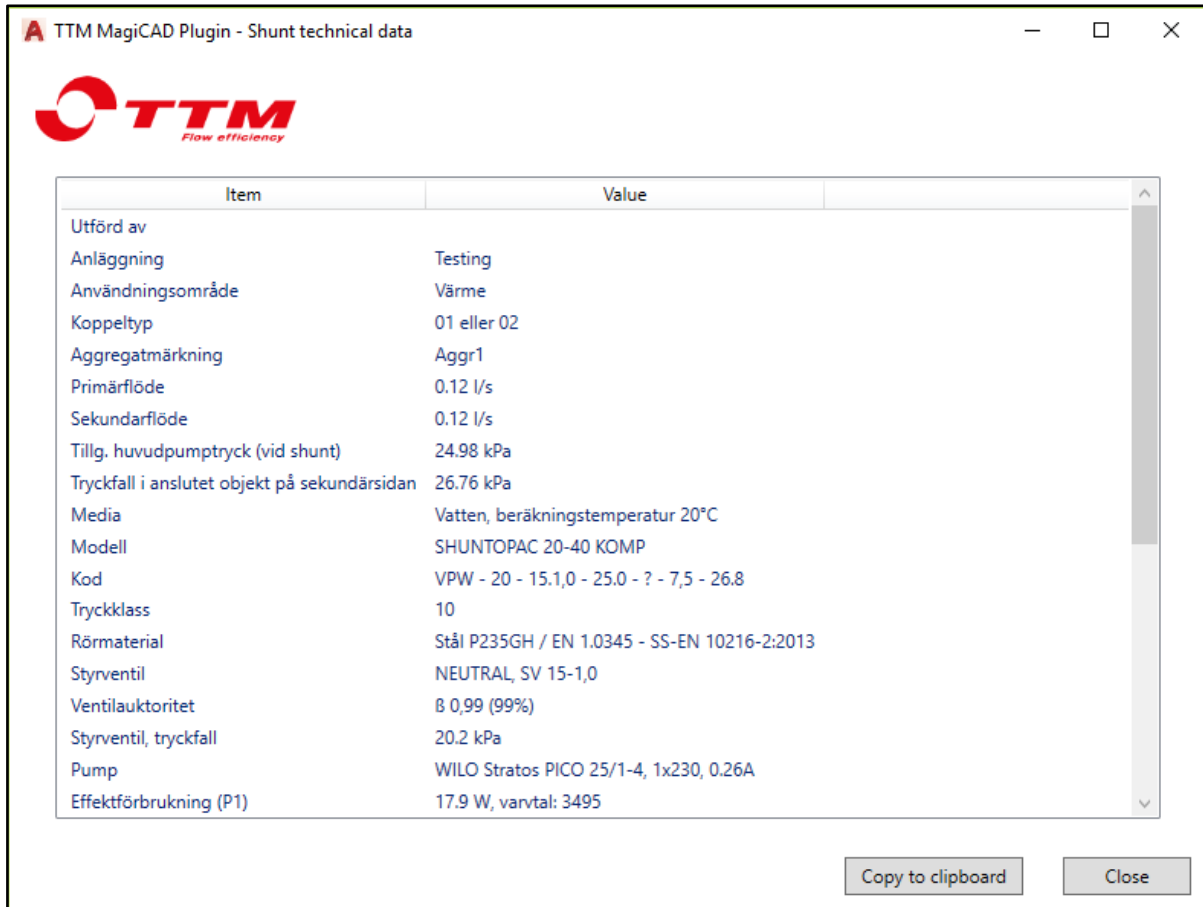 TTM MagiCAD Plugin - Shunt technical data
TTM
Flow efficiency
Item Value
Utförd av
Anläggning Testing
Användningsområde Värme
Koppeltyp 01 eller 02
Aggregatmärkning Aggr1
Primärflöde 0.12 l/s
Sekundarflöde 0.12 l/s
Tillg. huvudpumptryck (vid shunt) 24.98 kPa
Tryckfall i anslutet objekt på sekundärsidan 26.76 kPa
Media Vatten, beräkningstemperatur 20°C
Modell SHUNTOPAC 20-40 KOMP
Kod VPW - 20 - 15.1,0 - 25.0 - ? - 7,5 - 26.8
Tryckklass 10
Rörmaterial Stål P235GH / EN 1.0345 - SS-EN 10216-2:2013
Styrventil NEUTRAL, SV 15-1,0
Ventilauktoritet ß 0,99 (99%)
Styrventil, tryckfall 20.2 kPa
Pump WILO Stratos PICO 25/1-4, 1x230, 0.26A
Effektförbrukning (P1) 17.9 W, varvtal: 3495
Copy to clipboard Close